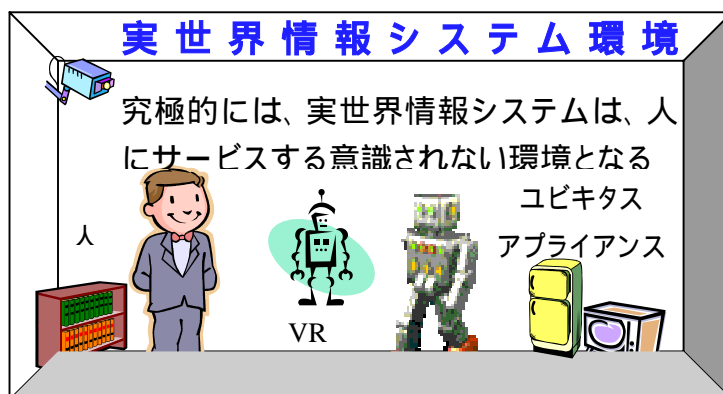 実世界情報システム環境
究極的には、実世界情報システムは、人
にサービスする意識されない環境となる
ユビキタス
人
アプライアンス
VR